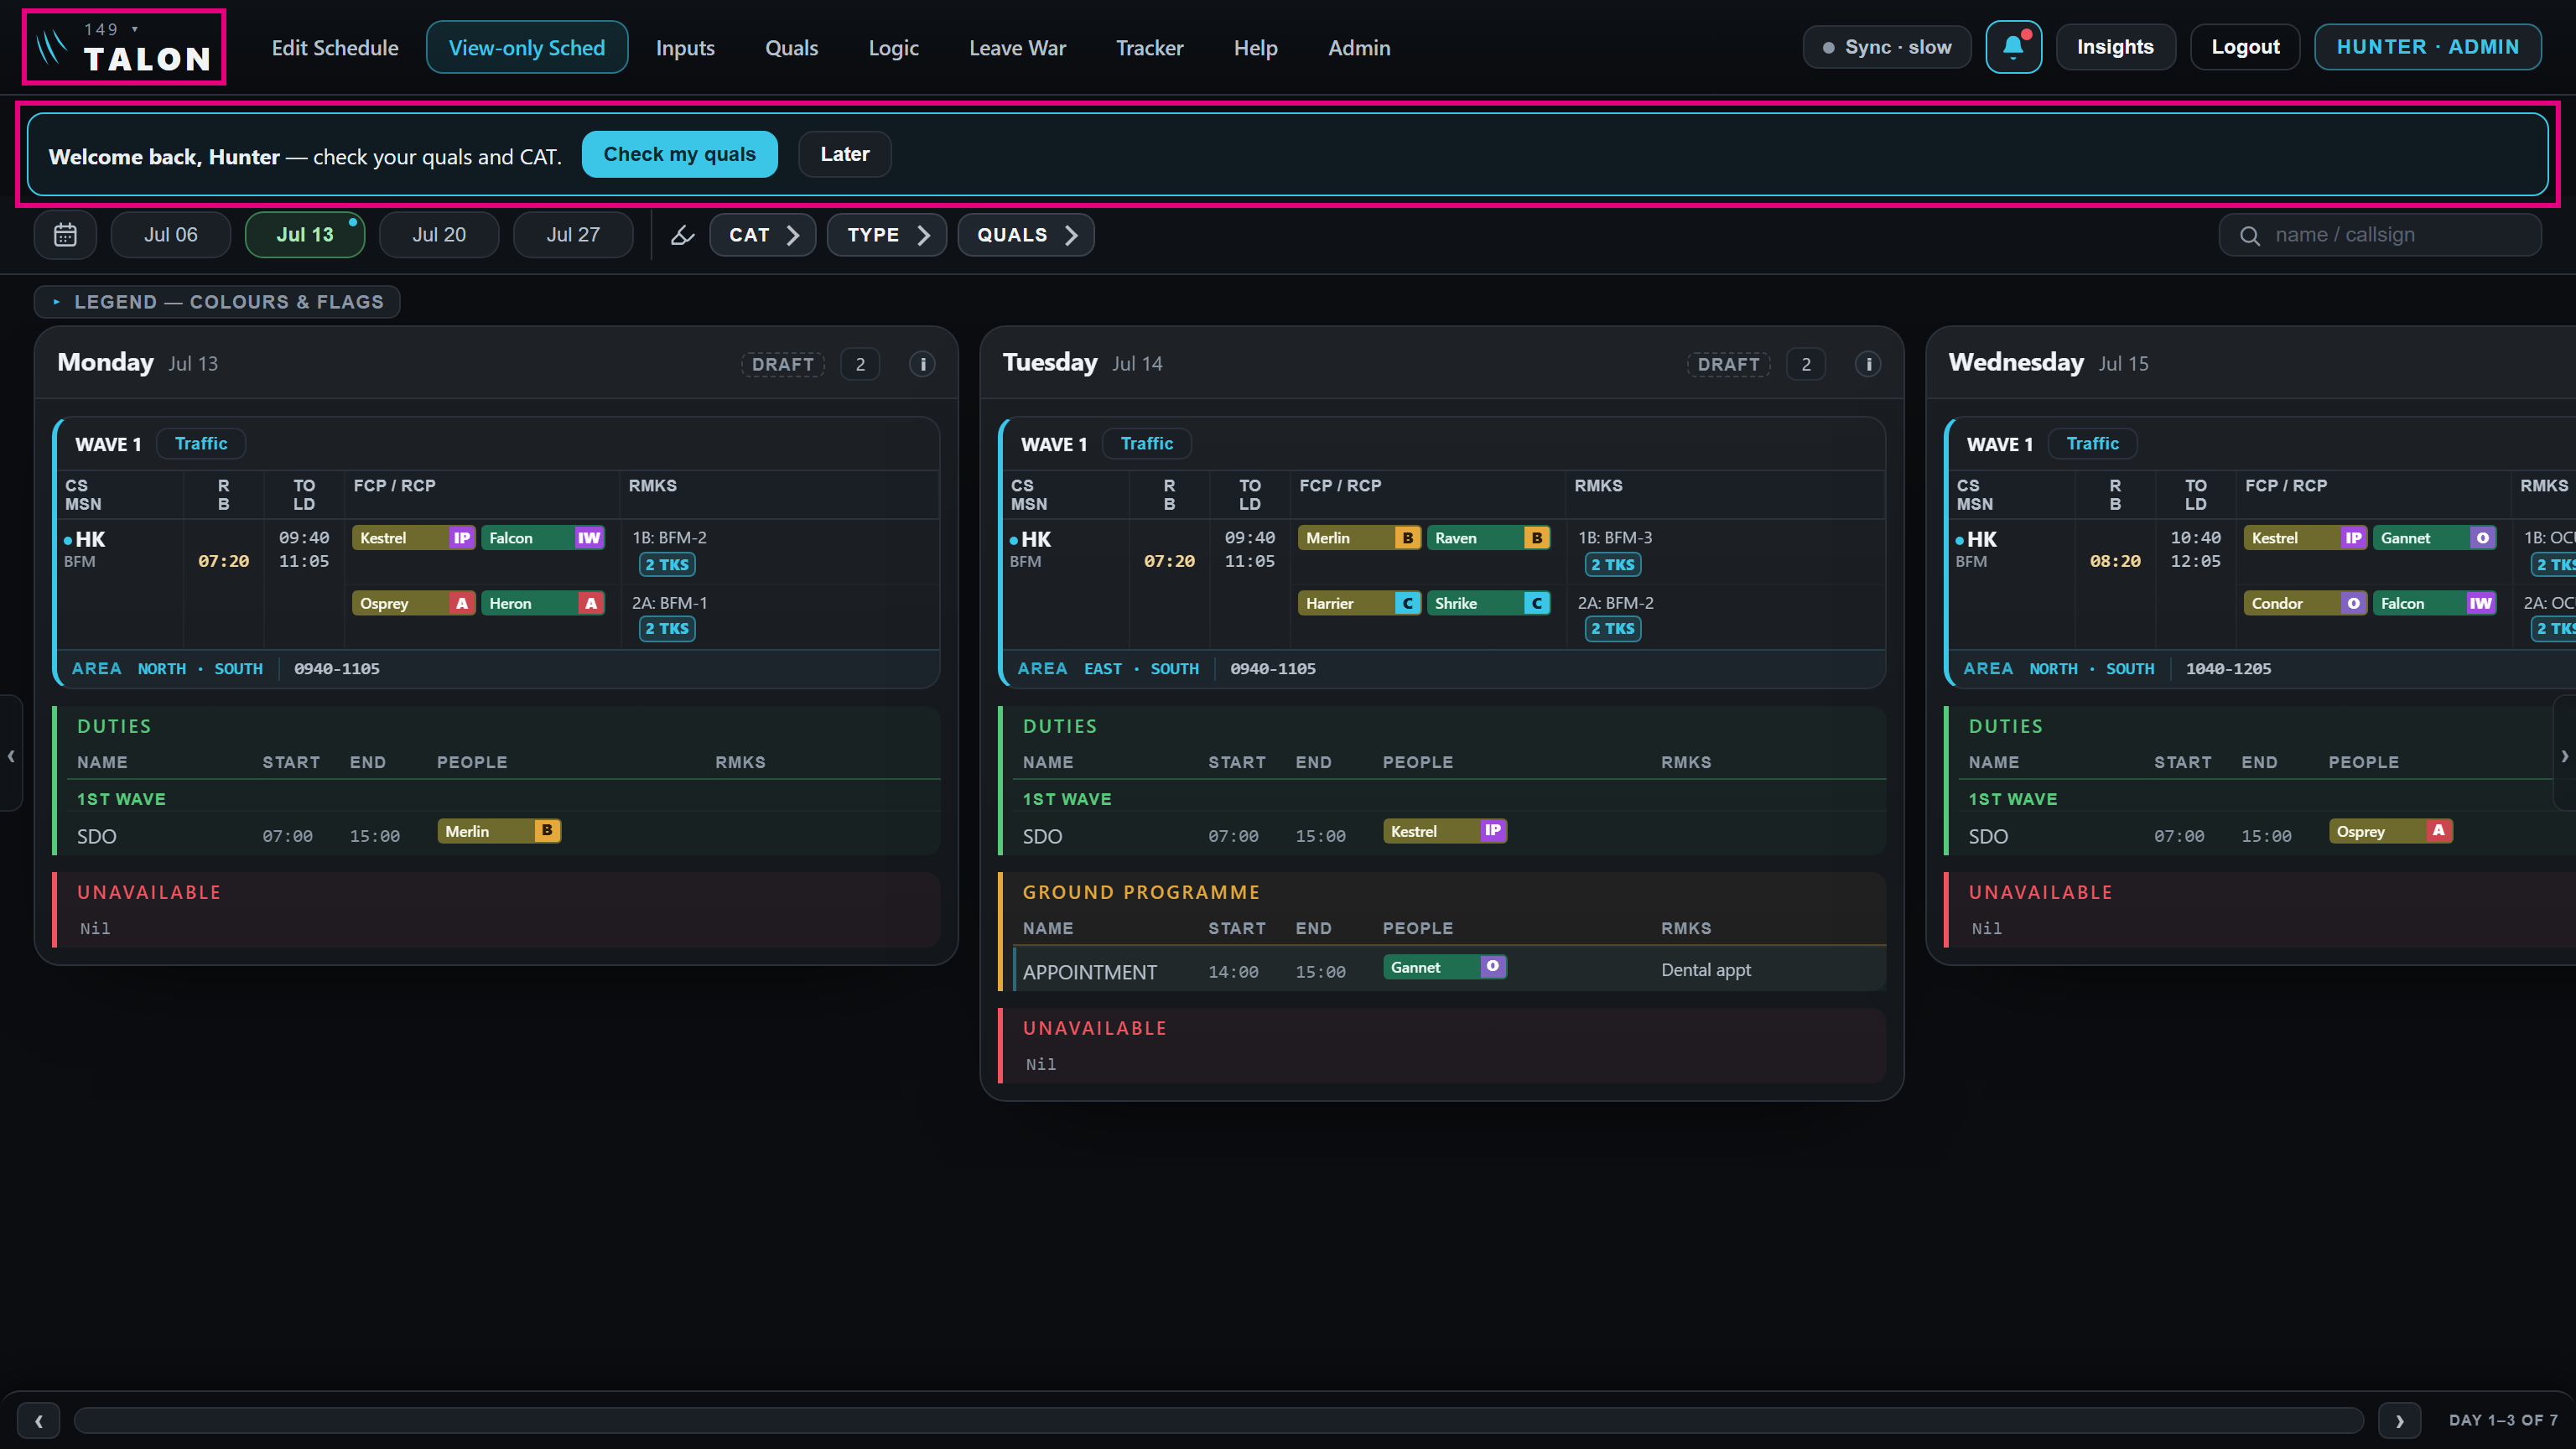 149 ▾
TALON
Edit Schedule View-only Sched Inputs Quals Logic Leave War Tracker Help Admin
Sync · slow Insights Logout HUNTER · ADMIN
Welcome back, Hunter — check your quals and CAT. Check my quals Later
Jul 06 Jul 13 Jul 20 Jul 27 CAT TYPE QUALS name / callsign
LEGEND — COLOURS & FLAGS
Monday Jul 13 DRAFT 2 i
WAVE 1 Traffic
CS R TO FCP / RCP RMKS
MSN B LD
HK 09:40 Kestrel IP Falcon IW 1B: BFM-2
BFM 07:20 11:05 2 TKS
Osprey A Heron A 2A: BFM-1
2 TKS
AREA NORTH · SOUTH 0940-1105
DUTIES
NAME START END PEOPLE RMKS
1ST WAVE
SDO 07:00 15:00 Merlin B
UNAVAILABLE
Nil
Tuesday Jul 14 DRAFT 2 i
WAVE 1 Traffic
CS R TO FCP / RCP RMKS
MSN B LD
HK 09:40 Merlin B Raven B 1B: BFM-3
BFM 07:20 11:05 2 TKS
Harrier C Shrike C 2A: BFM-2
2 TKS
AREA EAST · SOUTH 0940-1105
DUTIES
NAME START END PEOPLE RMKS
1ST WAVE
SDO 07:00 15:00 Kestrel IP
GROUND PROGRAMME
NAME START END PEOPLE RMKS
APPOINTMENT 14:00 15:00 Gannet O Dental appt
UNAVAILABLE
Nil
Wednesday Jul 15
WAVE 1 Traffic
CS R TO FCP / RCP RMKS
MSN B LD
HK 10:40 Kestrel IP Gannet O 1B:
BFM 08:20 12:05 2
Condor O Falcon IW 2A:
2
AREA NORTH · SOUTH 1040-1205
DUTIES
NAME START END PEOPLE
1ST WAVE
SDO 07:00 15:00 Osprey A
UNAVAILABLE
Nil
‹ › DAY 1–3 OF 7